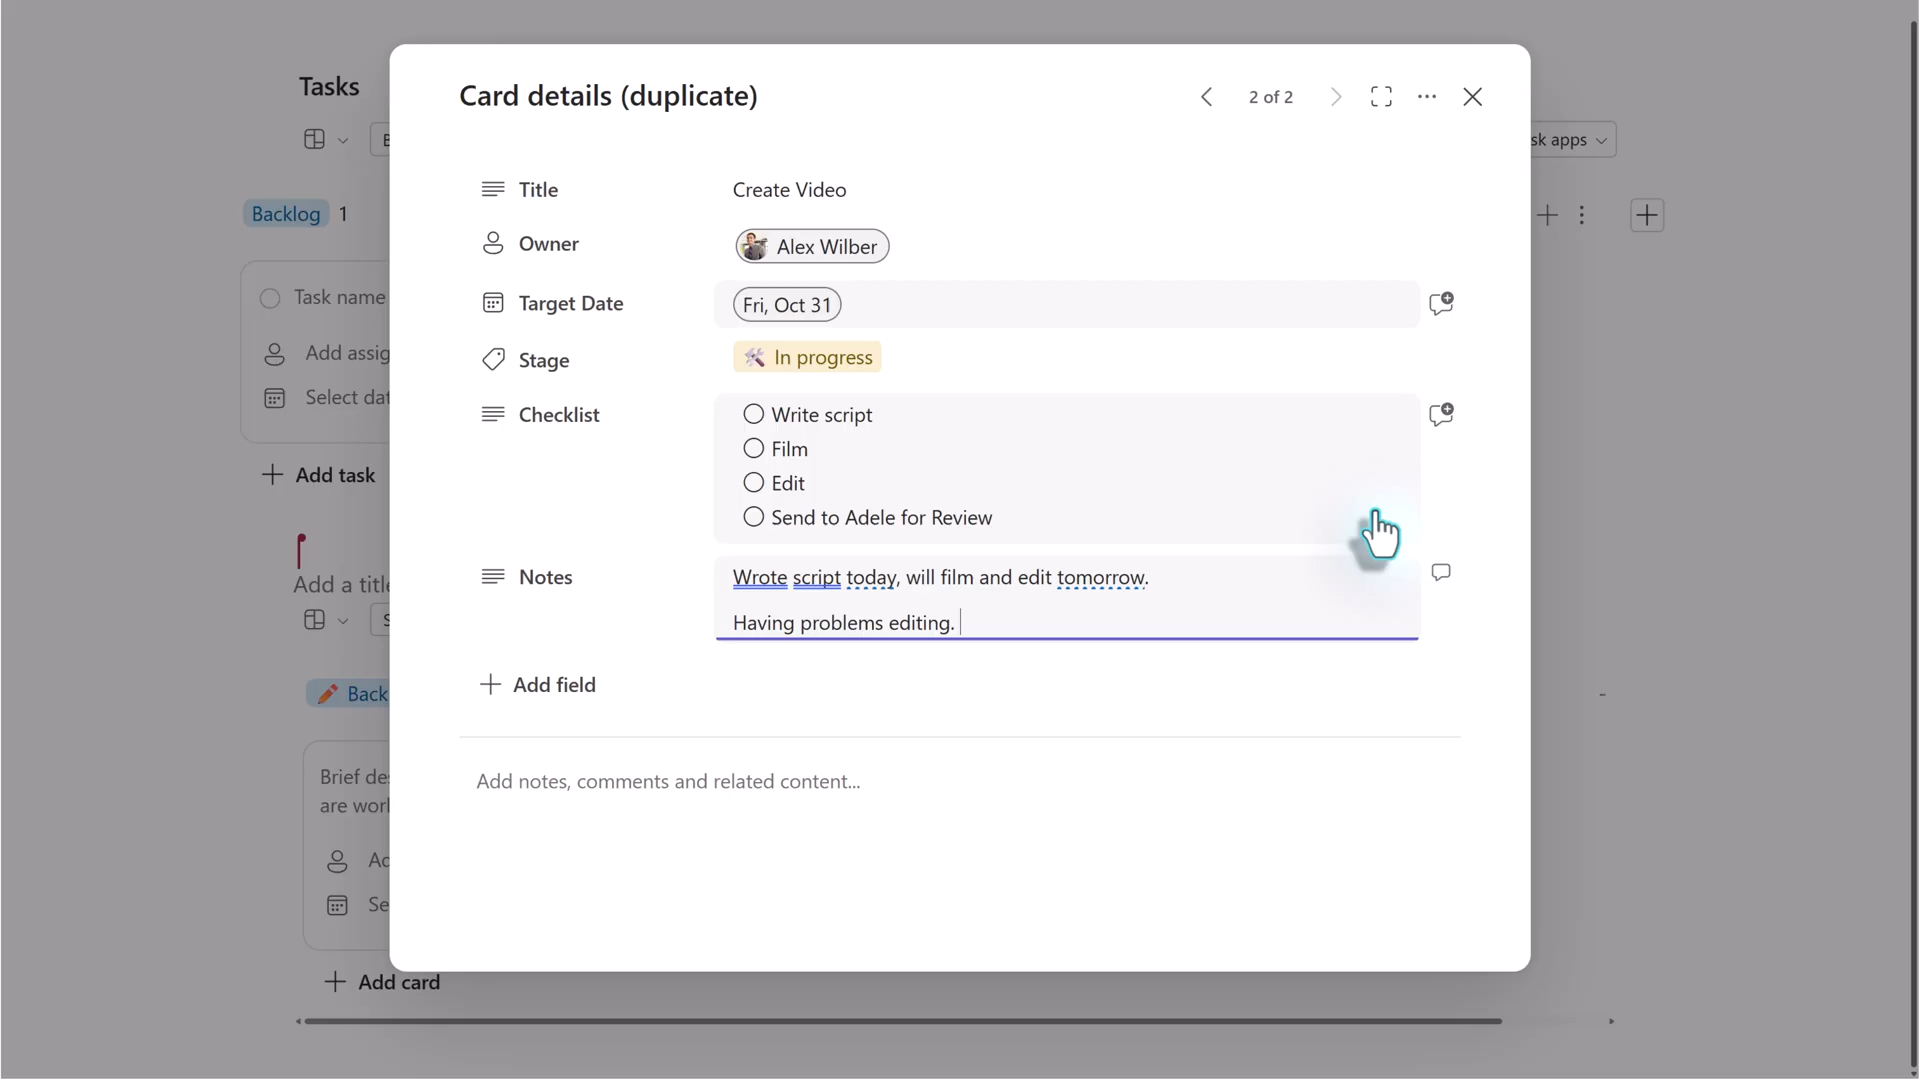 Tasks
Card details (duplicate)
2 of 2
sk apps
Title
Create Video
Backlog 1
Owner
Alex Wilber
Task name
Target Date
Fri, Oct 31
Add assig
Stage
🛠 In progress
Select dat
Checklist
Write script
Film
Add task
Edit
Send to Adele for Review
Add a title
Notes
Wrote script today, will film and edit tomorrow.
Having problems editing.
Back
Add field
Brief des
are work
Add notes, comments and related content...
Ad
Se
Add card